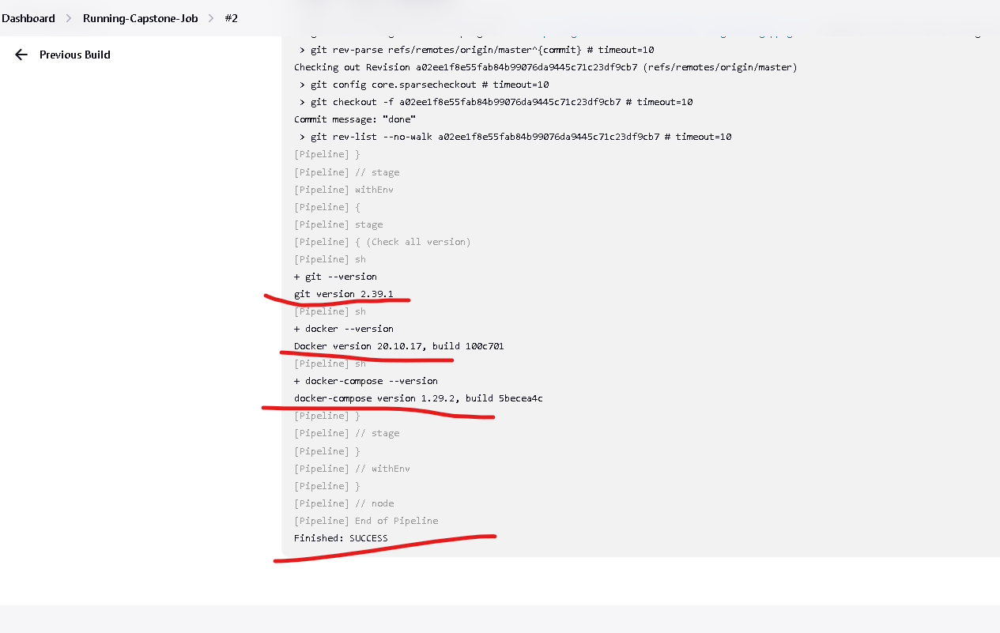 Dashboard > Running-Capstone-Job > #2
Previous Build
> git rev-parse refs/remotes/origin/master^{commit} # timeout=10
Checking out Revision a02ee1f8e55fab84b99076da9445c71c23df9cb7 (refs/remotes/origin/master)
> git config core.sparsecheckout # timeout=10
> git checkout -f a02ee1f8e55fab84b99076da9445c71c23df9cb7 # timeout=10
Commit message: "done"
> git rev-list --no-walk a02ee1f8e55fab84b99076da9445c71c23df9cb7 # timeout=10
[Pipeline] }
[Pipeline] // stage
[Pipeline] withEnv
[Pipeline] {
[Pipeline] stage
[Pipeline] { (Check all version)
[Pipeline] sh
+ git --version
git version 2.39.1
[Pipeline] sh
+ docker --version
Docker version 20.10.17, build 100c701
[Pipeline] sh
+ docker-compose --version
docker-compose version 1.29.2, build 5becea4c
[Pipeline] }
[Pipeline] // stage
[Pipeline] }
[Pipeline] // withEnv
[Pipeline] }
[Pipeline] // node
[Pipeline] End of Pipeline
Finished: SUCCESS